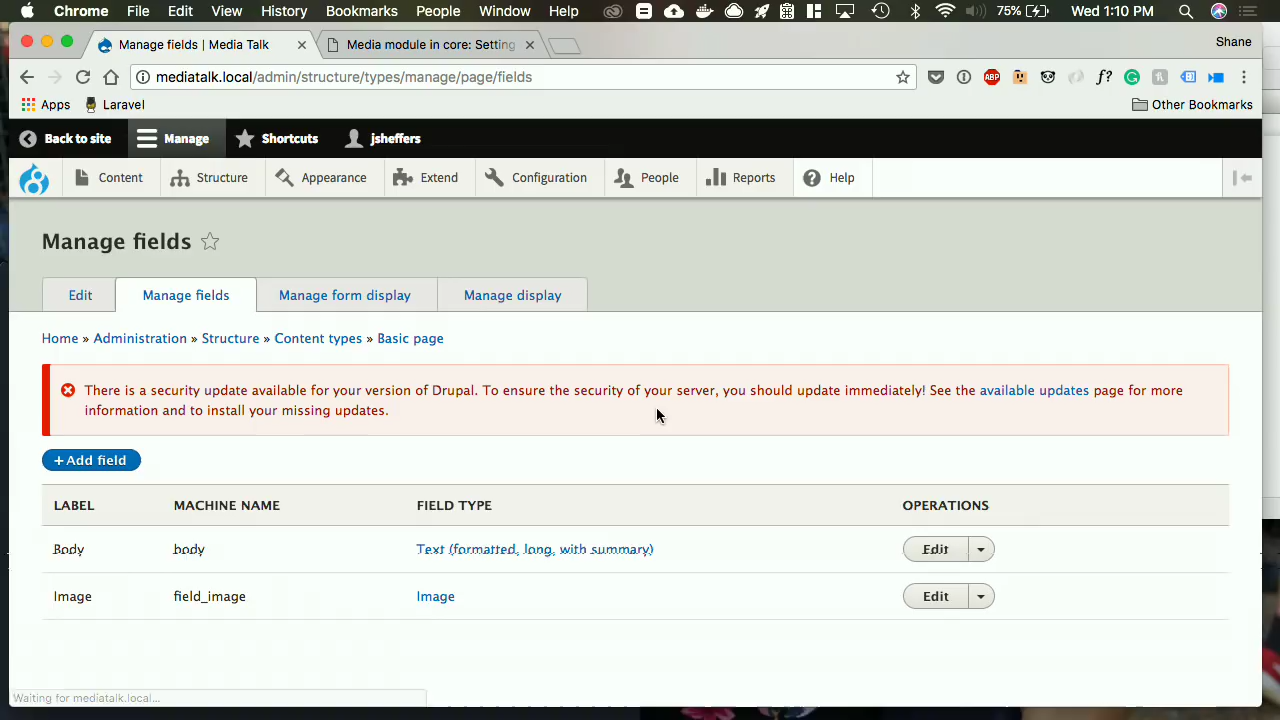 Chrome File Edit View History Bookmarks People Window Help 75% Wed 1:10 PM
Manage fields | Media Talk Media module in core: Setting Shane
mediatalk.local/admin/structure/types/manage/page/fields ABP f?
Apps Laravel Other Bookmarks
Back to site Manage Shortcuts jsheffers
Content Structure Appearance Extend Configuration People Reports Help
Manage fields
Edit Manage fields Manage form display Manage display
Home » Administration » Structure » Content types » Basic page
There is a security update available for your version of Drupal. To ensure the security of your server, you should update immediately! See the available updates page for more
information and to install your missing updates.
+ Add field
LABEL MACHINE NAME FIELD TYPE OPERATIONS
Body body Text (formatted, long, with summary) Edit
Image field_image Image Edit
Waiting for mediatalk.local...